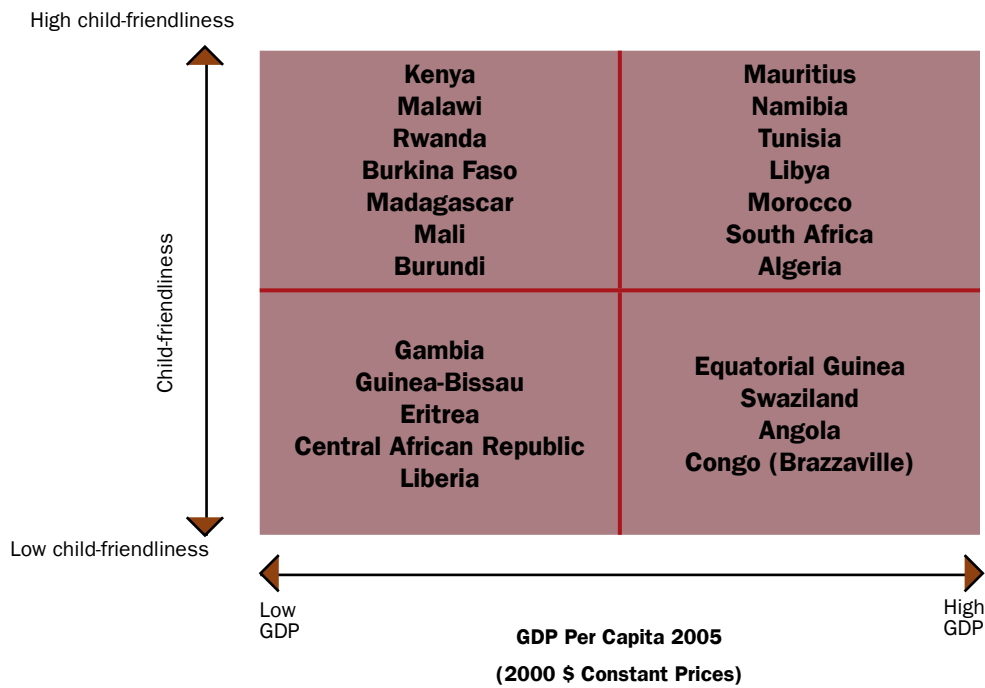 High child-friendliness
Kenya
Malawi
Rwanda
Burkina Faso
Madagascar
Mali
Burundi
Mauritius
Namibia
Tunisia
Libya
Morocco
South Africa
Algeria
Child-friendliness
Gambia
Guinea-Bissau
Eritrea
Central African Republic
Liberia
Equatorial Guinea
Swaziland
Angola
Congo (Brazzaville)
Low child-friendliness
Low
GDP
High
GDP
GDP Per Capita 2005
(2000 $ Constant Prices)